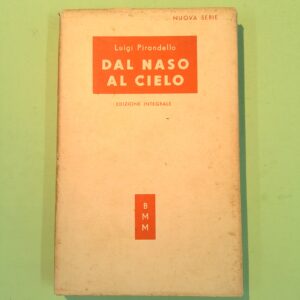 NUOVA SERIE
Luigi Pirandello
DAL NASO
AL CIELO
EDIZIONE INTEGRALE
B
M
M